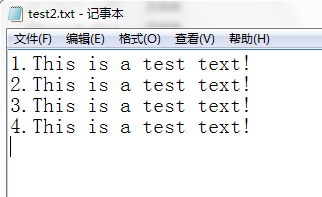 test2.txt - 记事本
文件(F) 编辑(E) 格式(O) 查看(V) 帮助(H)
1.This is a test text!
2.This is a test text!
3.This is a test text!
4.This is a test text!